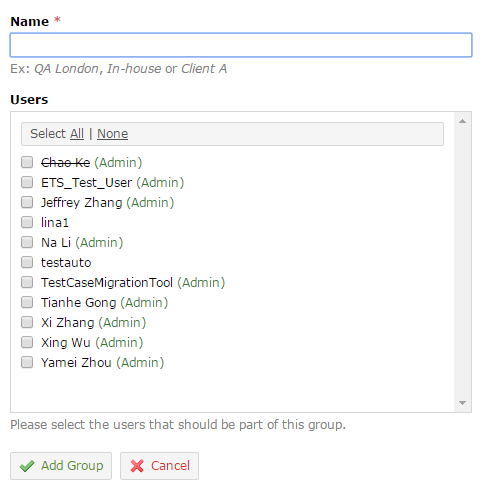 Name *
Ex: QA London, In-house or Client A
Users
Select All | None
Chao Ke (Admin)
ETS_Test_User (Admin)
Jeffrey Zhang (Admin)
lina1
Na Li (Admin)
testauto
TestCaseMigrationTool (Admin)
Tianhe Gong (Admin)
Xi Zhang (Admin)
Xing Wu (Admin)
Yamei Zhou (Admin)
Please select the users that should be part of this group.
Add Group Cancel